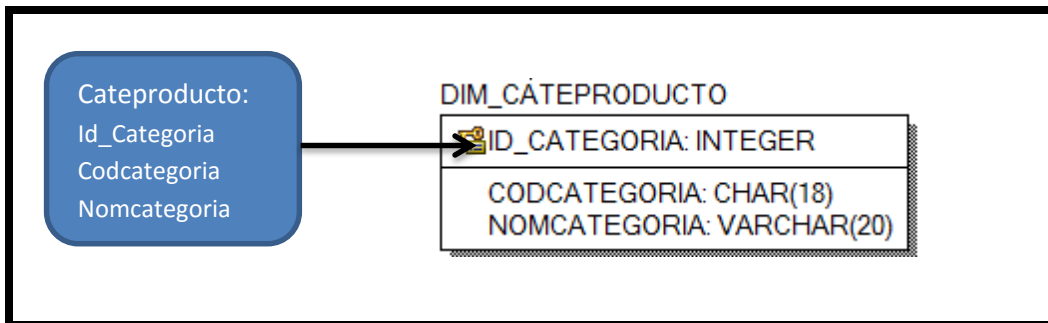 Cateproducto:
Id_Categoria
Codcategoria
Nomcategoria
DIM_CATEPRODUCTO
ID_CATEGORIA: INTEGER
CODCATEGORIA: CHAR(18)
NOMCATEGORIA: VARCHAR(20)